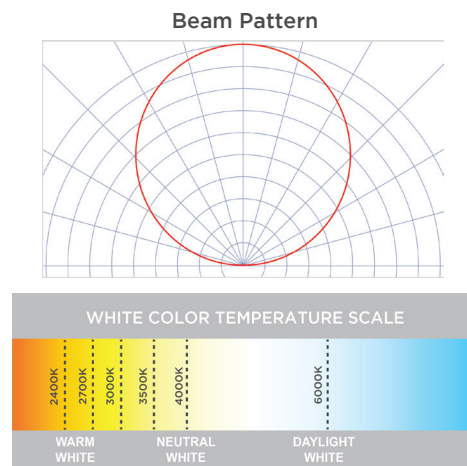 Beam Pattern
WHITE COLOR TEMPERATURE SCALE
2400K
2700K
3000K
3500K
4000K
6000K
WARM
WHITE
NEUTRAL
WHITE
DAYLIGHT
WHITE